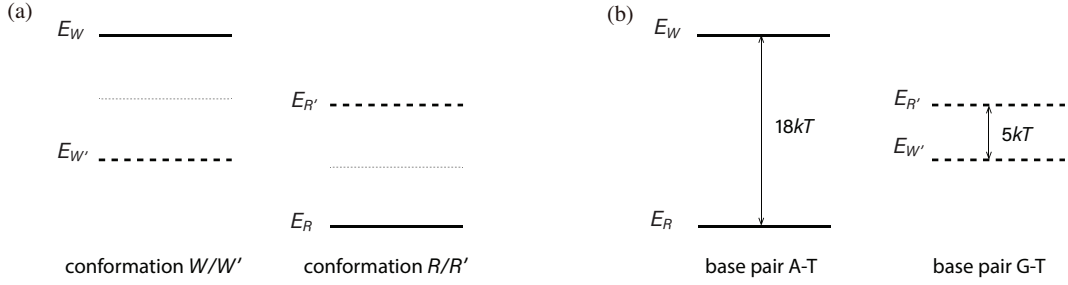 (a)
E_W
E_R'
E_W'
E_R
conformation W/W'
conformation R/R'
(b)
E_W
E_R'
18kT
5kT
E_W'
E_R
base pair A-T
base pair G-T